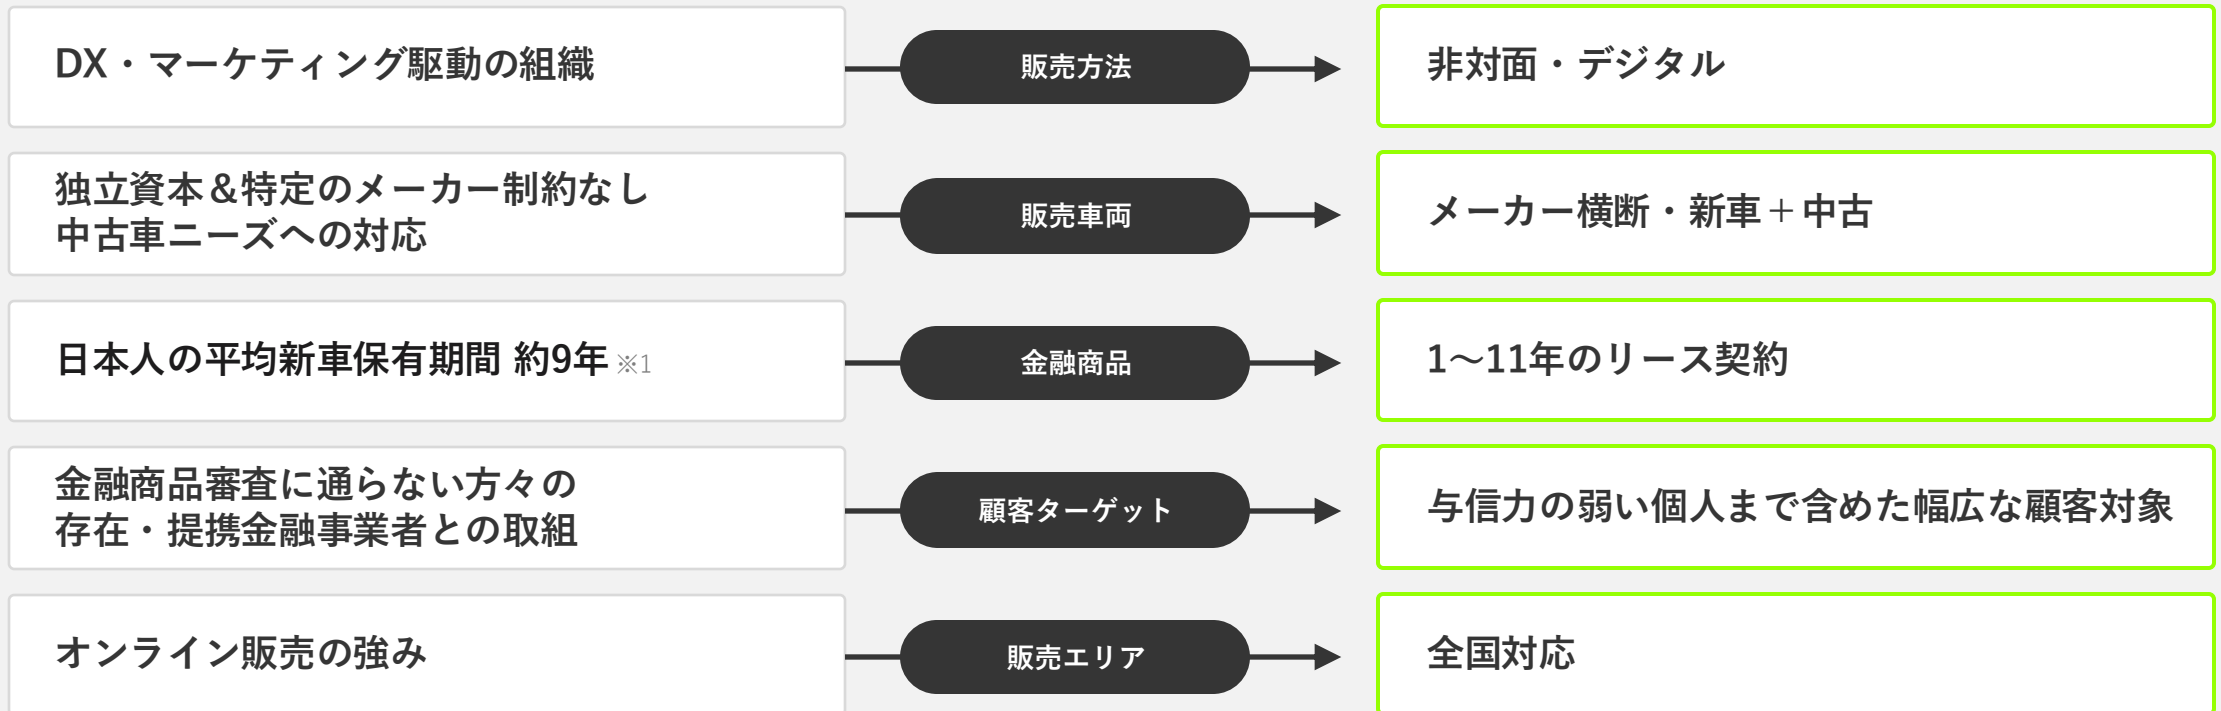 DX・マーケティング駆動の組織
販売方法
非対面・デジタル
独立資本&特定のメーカー制約なし
中古車ニーズへの対応
販売車両
メーカー横断・新車＋中古
日本人の平均新車保有期間 約9年 ※1
金融商品
1〜11年のリース契約
金融商品審査に通らない方々の
存在・提携金融事業者との取組
顧客ターゲット
与信力の弱い個人まで含めた幅広な顧客対象
オンライン販売の強み
販売エリア
全国対応